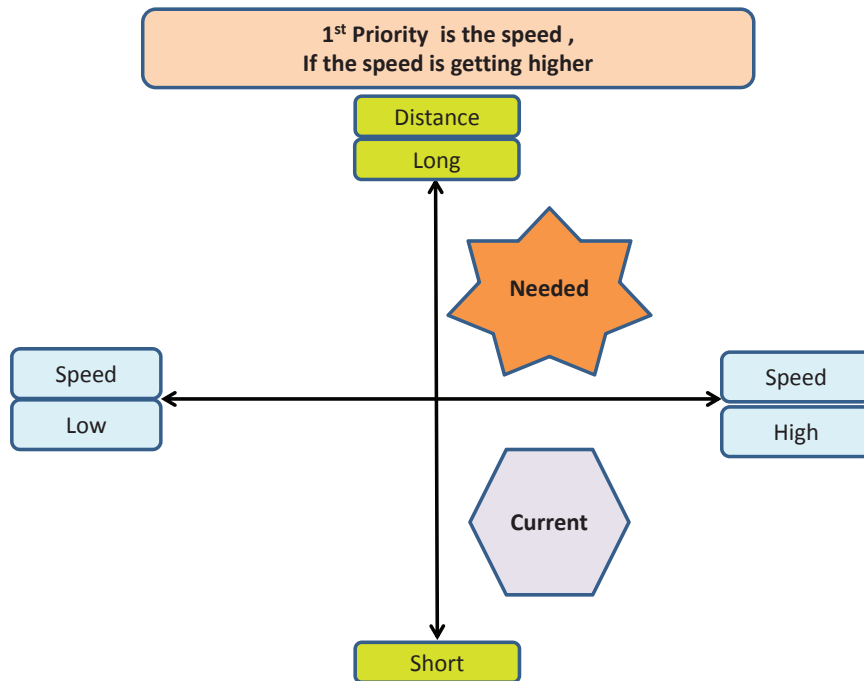 1st Priority  is the speed ,
If the speed is getting higher
Distance
Long
Needed
Speed
Low
Speed
High
Current
Short